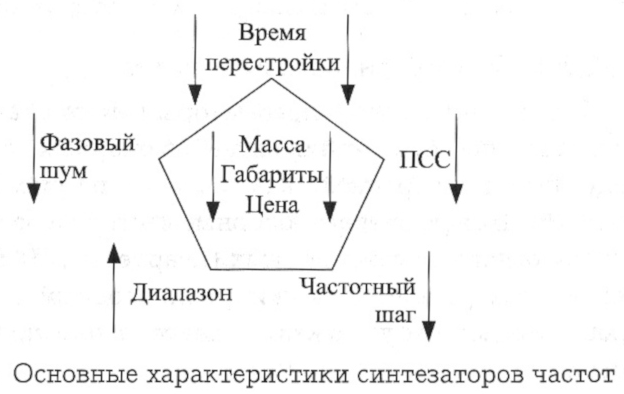 Время
перестройки
Фазовый
шум
Масса
Габариты
Цена
ПСС
Диапазон
Частотный
шаг
Основные характеристики синтезаторов частот